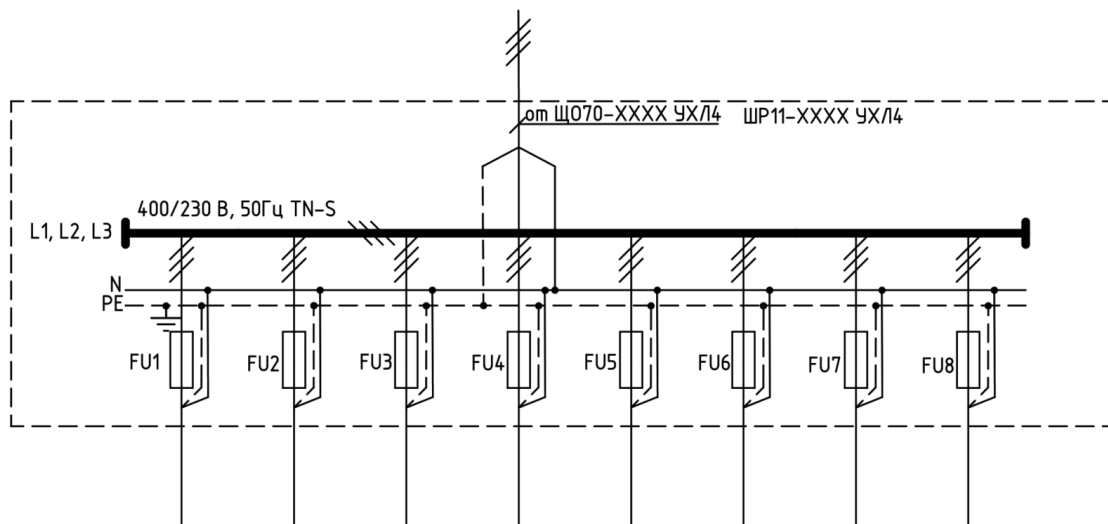 от ЩО70-ХХХХ УХЛ4
ШР11-ХХХХ УХЛ4
400/230 В, 50Гц TN-S
L1, L2, L3
N
PE
FU1
FU2
FU3
FU4
FU5
FU6
FU7
FU8